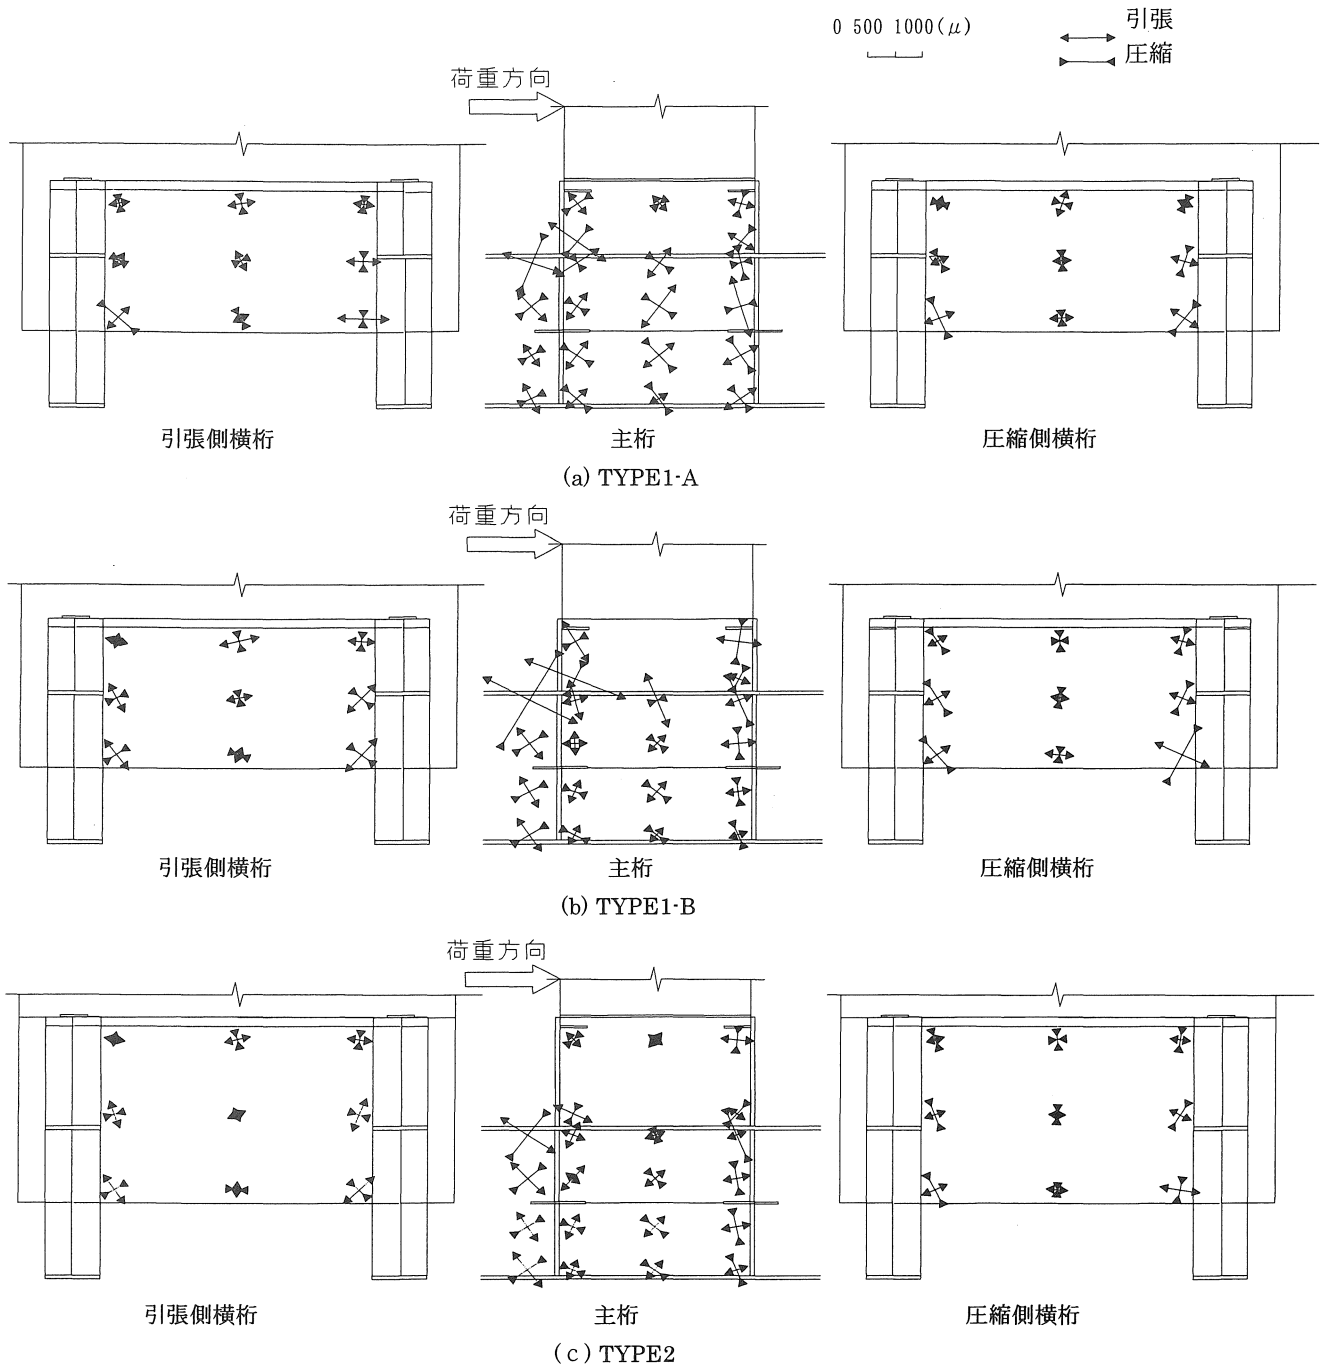 0 500 1000(μ)
引張
圧縮
荷重方向
引張側横桁
主桁
圧縮側横桁
(a) TYPE1-A
荷重方向
引張側横桁
主桁
圧縮側横桁
(b) TYPE1-B
荷重方向
引張側横桁
主桁
圧縮側横桁
(c) TYPE2